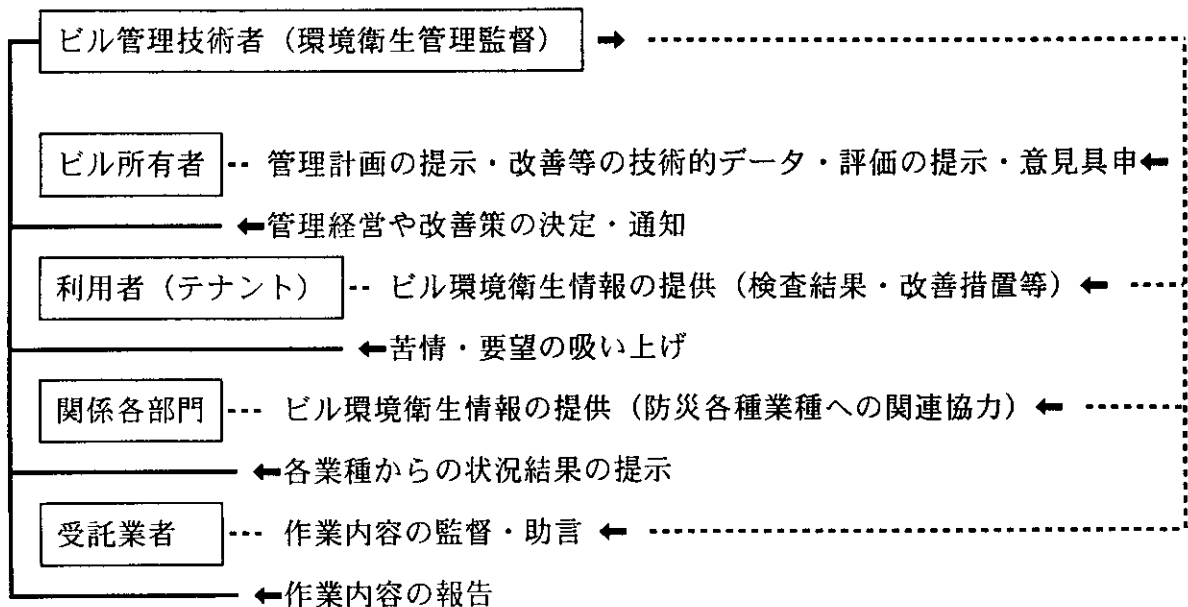 ビル管理技術者（環境衛生管理監督）
ビル所有者 管理計画の提示・改善等の技術的データ・評価の提示・意見具申
管理経営や改善策の決定・通知
利用者（テナント） ビル環境衛生情報の提供（検査結果・改善措置等）
苦情・要望の吸い上げ
関係各部門 ビル環境衛生情報の提供（防災各種業種への関連協力）
各業種からの状況結果の提示
受託業者 作業内容の監督・助言
作業内容の報告